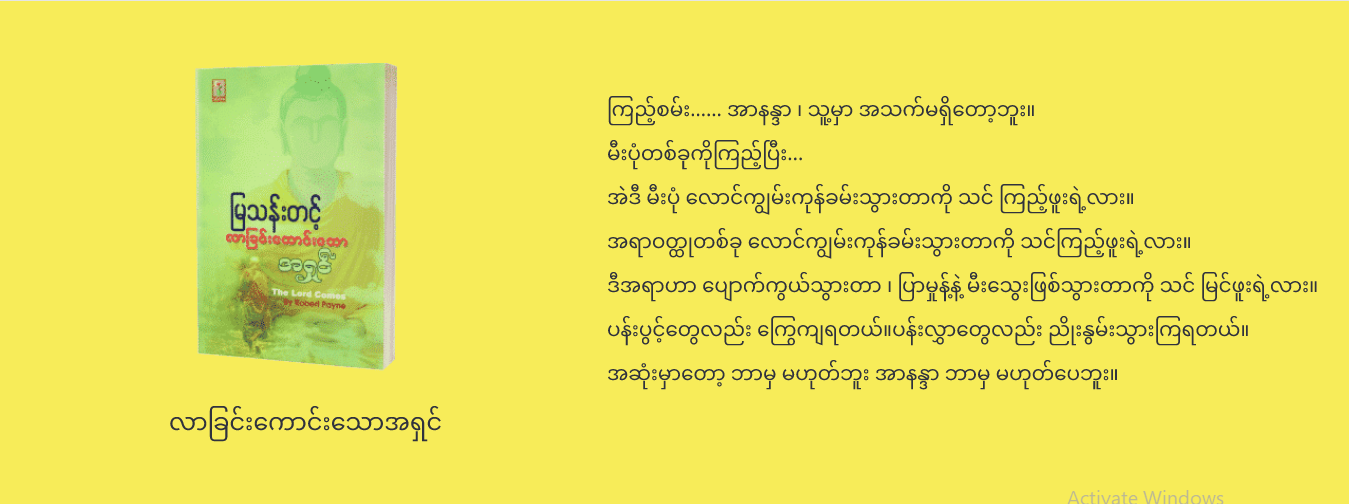 မြသန်းတင့်
လာခြင်းကောင်းသော
အရှင်
The Lord Comes
By Robert Payne
လာခြင်းကောင်းသောအရှင်
ကြည့်စမ်း...... အာနန္ဒာ ၊ သူ့မှာ အသက်မရှိတော့ဘူး။
မီးပုံတစ်ခုကိုကြည့်ပြီး...
အဲဒီ မီးပုံ လောင်ကျွမ်းကုန်ခမ်းသွားတာကို သင် ကြည့်ဖူးရဲ့လား။
အရာဝတ္ထုတစ်ခု လောင်ကျွမ်းကုန်ခမ်းသွားတာကို သင်ကြည့်ဖူးရဲ့လား။
ဒီအရာဟာ ပျောက်ကွယ်သွားတာ ၊ ပြာမှုန့်နဲ့ မီးသွေးဖြစ်သွားတာကို သင် မြင်ဖူးရဲ့လား။
ပန်းပွင့်တွေလည်း ကြွေကျရတယ်။ပန်းလွှာတွေလည်း ညှိုးနွမ်းသွားကြရတယ်။
အဆုံးမှာတော့ ဘာမှ မဟုတ်ဘူး အာနန္ဒာ ဘာမှ မဟုတ်ပေဘူး။
Activate Windows